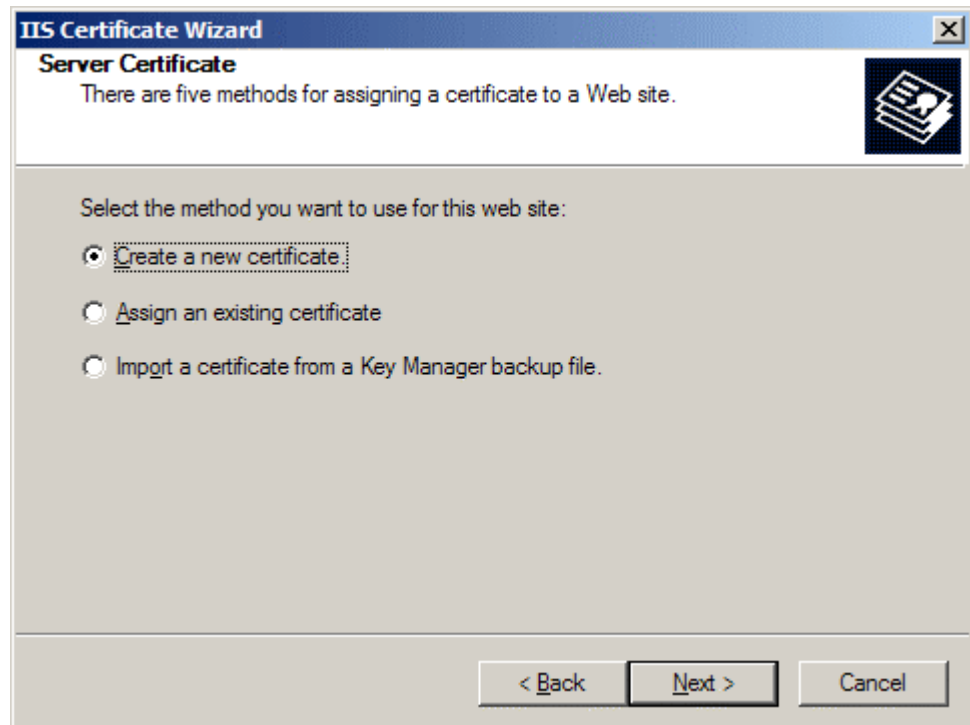 IIS Certificate Wizard
Server Certificate
There are five methods for assigning a certificate to a Web site.
Select the method you want to use for this web site:
Create a new certificate.
Assign an existing certificate
Import a certificate from a Key Manager backup file.
< Back Next > Cancel